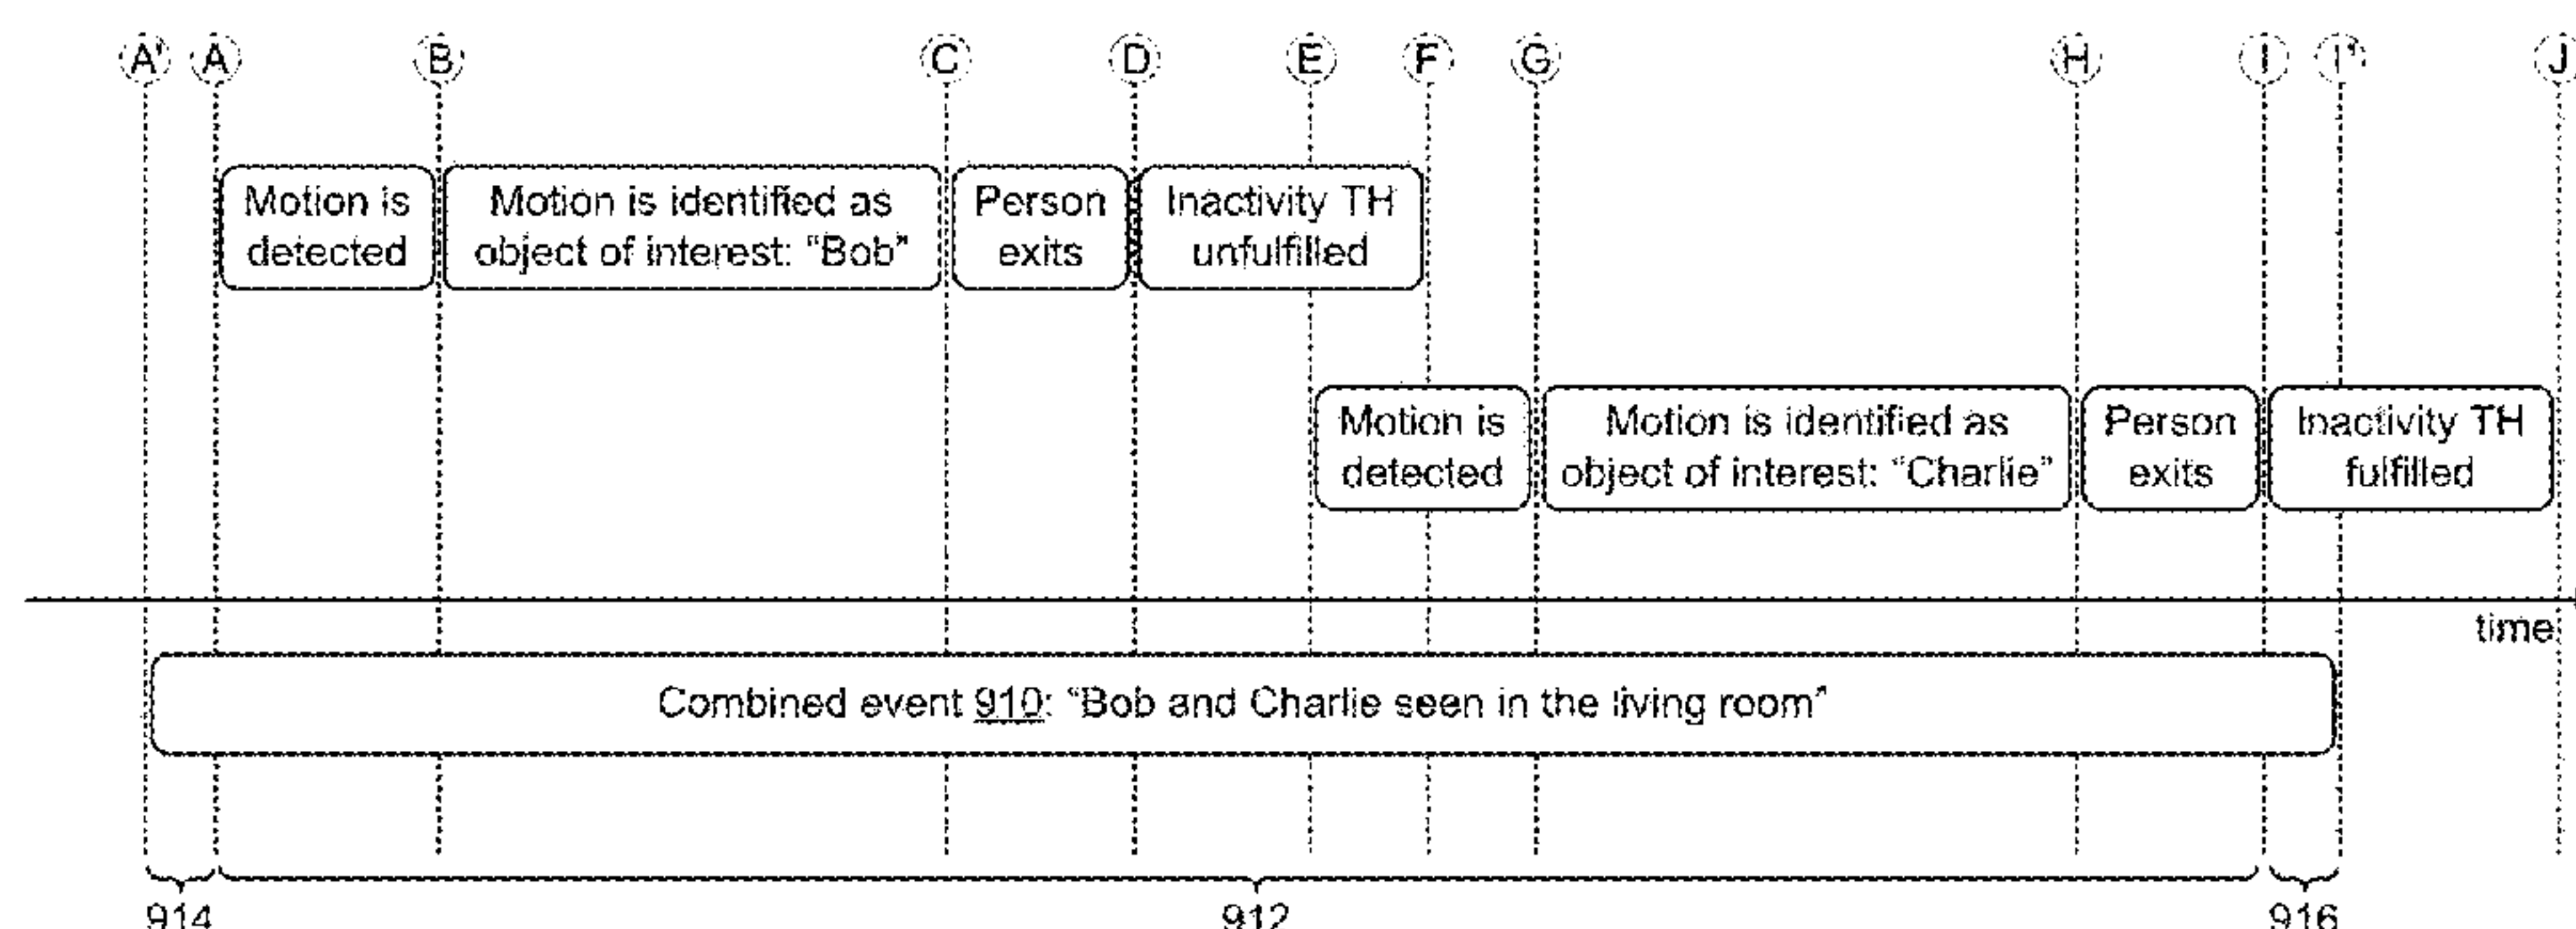 A' A B C D E F G H I I' J
Motion is
detected
Motion is identified as
object of interest: “Bob”
Person
exits
Inactivity TH
unfulfilled
Motion is
detected
Motion is identified as
object of interest: “Charlie”
Person
exits
Inactivity TH
fulfilled
time
Combined event 910: “Bob and Charlie seen in the living room”
914
912
916